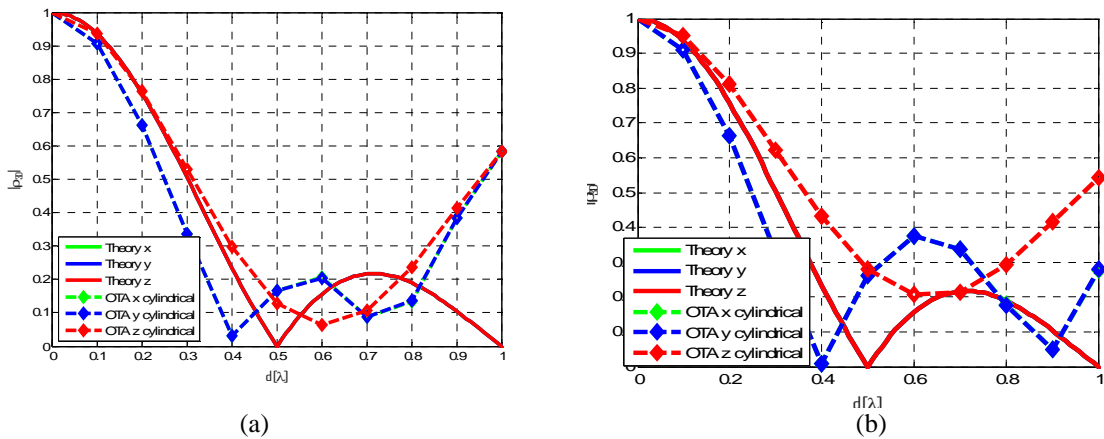 1
0.9
0.8
0.7
0.6
0.5
0.4
0.3
0.2
0.1
0
Theory x
Theory y
Theory z
OTA x cylindrical
OTA y cylindrical
OTA z cylindrical
0 0.1 0.2 0.3 0.4 0.5 0.6 0.7 0.8 0.9 1
d[λ]
(a)
1
0.9
0.8
0.7
0.6
0.5
0.4
0
Theory x
Theory y
Theory z
OTA x cylindrical
OTA y cylindrical
OTA z cylindrical
0 0.2 0.4 0.6 0.8 1
d[λ]
(b)